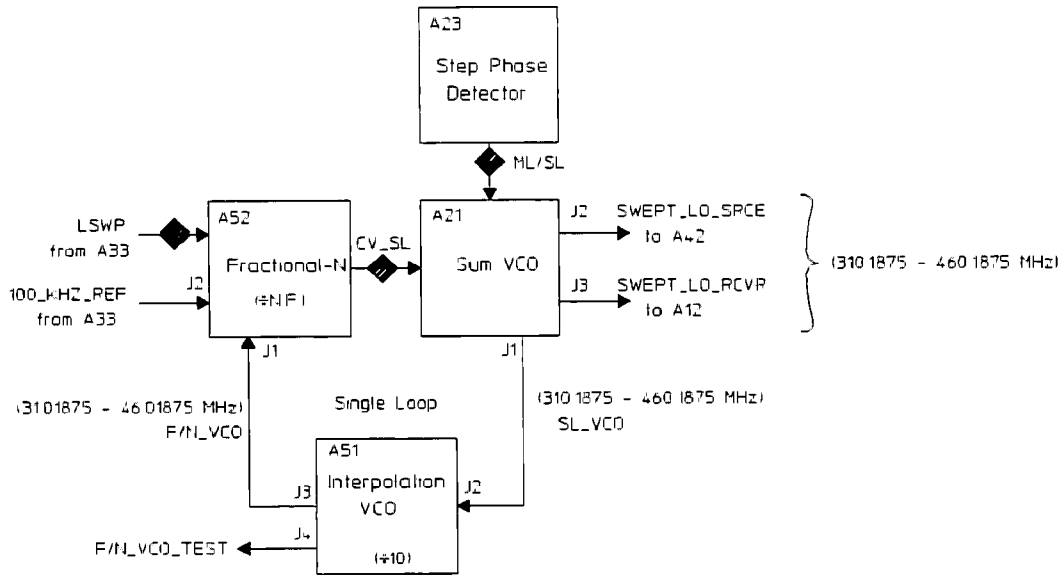 A23
Step Phase
Detector
ML/SL
LSWP
from A33
J2
100_KHZ_REF
from A33
A52
Fractional-N
(÷N.F)
J1
CV_SL
A21
Sum VCO
J2
SWEPT_LO_SRCE
to A42
J3
SWEPT_LO_RCVR
to A12
(310.1875 - 460.1875 MHz)
J1
(31.01875 - 46.01875 MHz)
F/N_VCO
Single Loop
(310.1875 - 460.1875 MHz)
SL_VCO
A51
Interpolation
VCO
(÷10)
J3
J2
J4
F/N_VCO_TEST